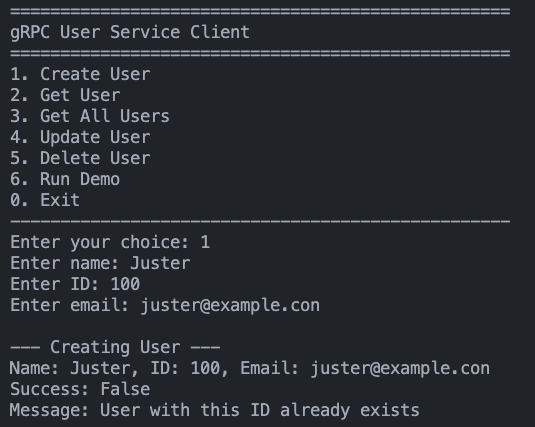 ==================================================
gRPC User Service Client
==================================================
1. Create User
2. Get User
3. Get All Users
4. Update User
5. Delete User
6. Run Demo
0. Exit
--------------------------------------------------
Enter your choice: 1
Enter name: Juster
Enter ID: 100
Enter email: juster@example.con
--- Creating User ---
Name: Juster, ID: 100, Email: juster@example.con
Success: False
Message: User with this ID already exists